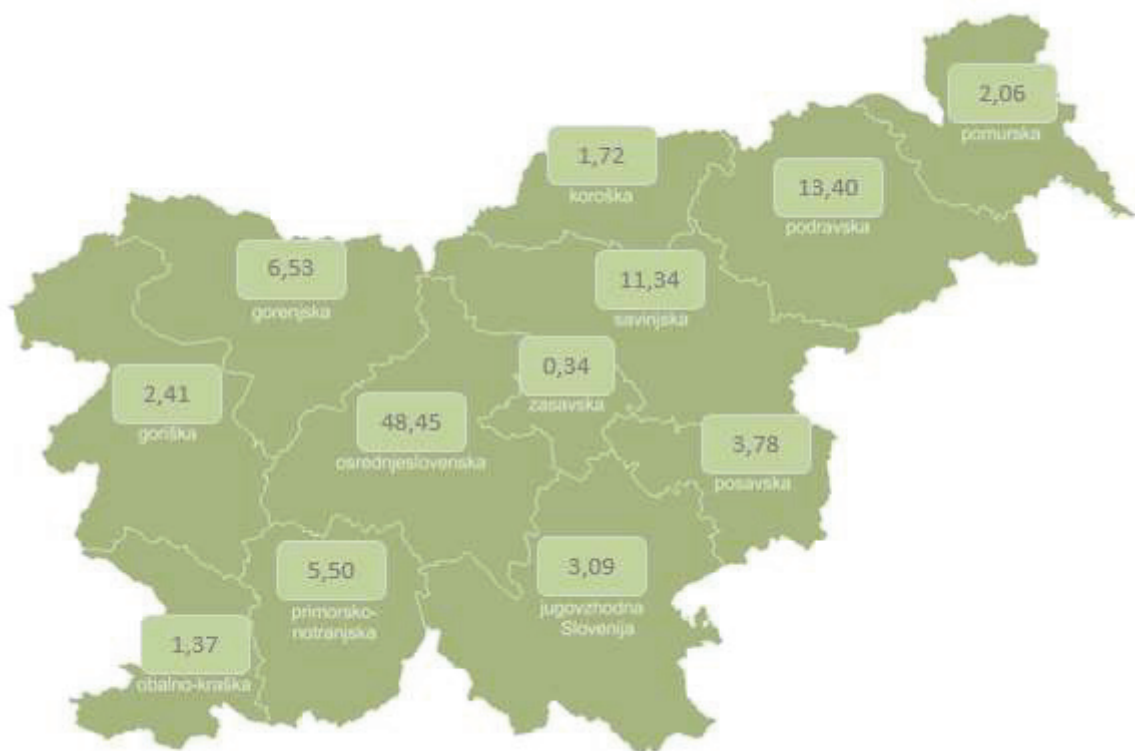 2,06
pomurska
1,72
koroška
13,40
podravska
6,53
gorenjska
11,34
savinjska
0,34
zasavska
2,41
goriška
48,45
osrednjeslovenska
3,78
posavska
5,50
primorsko-
notranjska
3,09
jugovzhodna
Slovenija
1,37
obalno-kraška